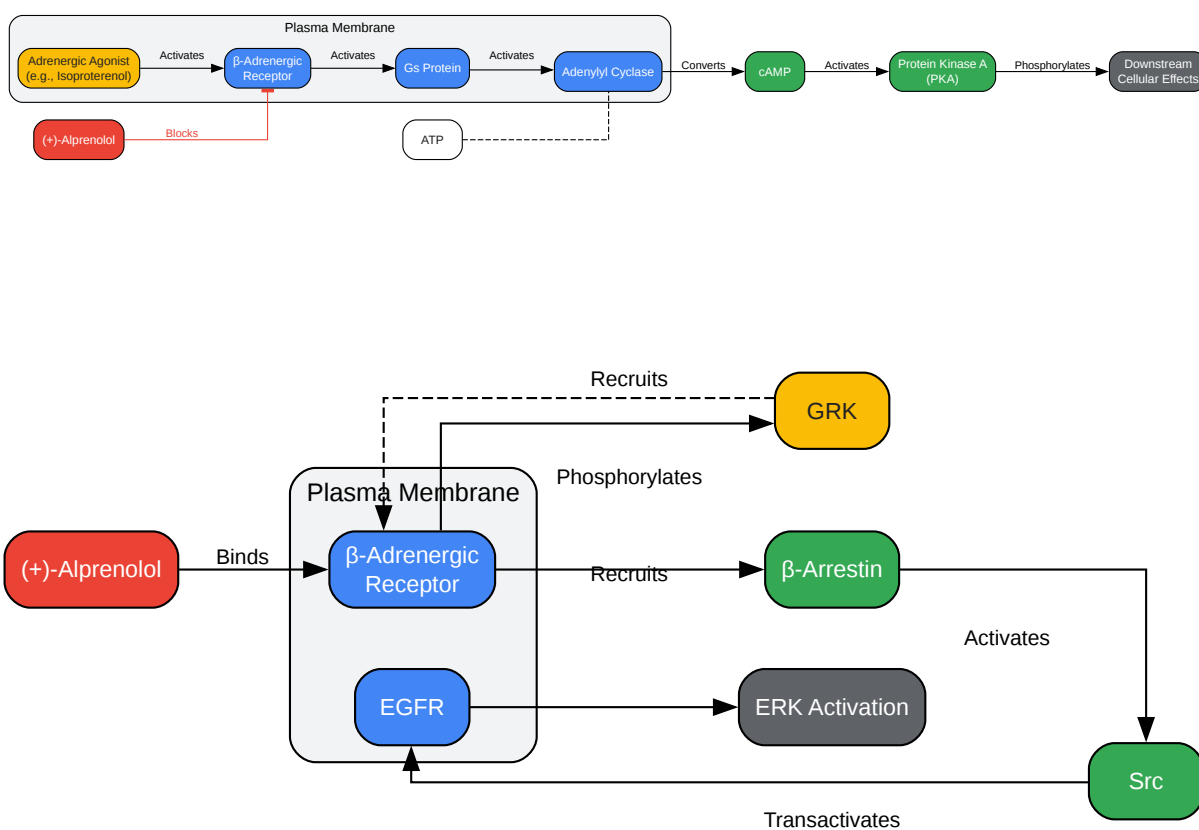 Plasma Membrane
Adrenergic Agonist
(e.g., Isoproterenol)
Activates
β-Adrenergic
Receptor
Activates
Gs Protein
Activates
Adenylyl Cyclase
Converts
cAMP
Activates
Protein Kinase A
(PKA)
Phosphorylates
Downstream
Cellular Effects
(+)-Alprenolol
Blocks
ATP
Recruits
GRK
Phosphorylates
Plasma Membrane
(+)-Alprenolol
Binds
β-Adrenergic
Receptor
Recruits
β-Arrestin
Activates
EGFR
ERK Activation
Src
Transactivates